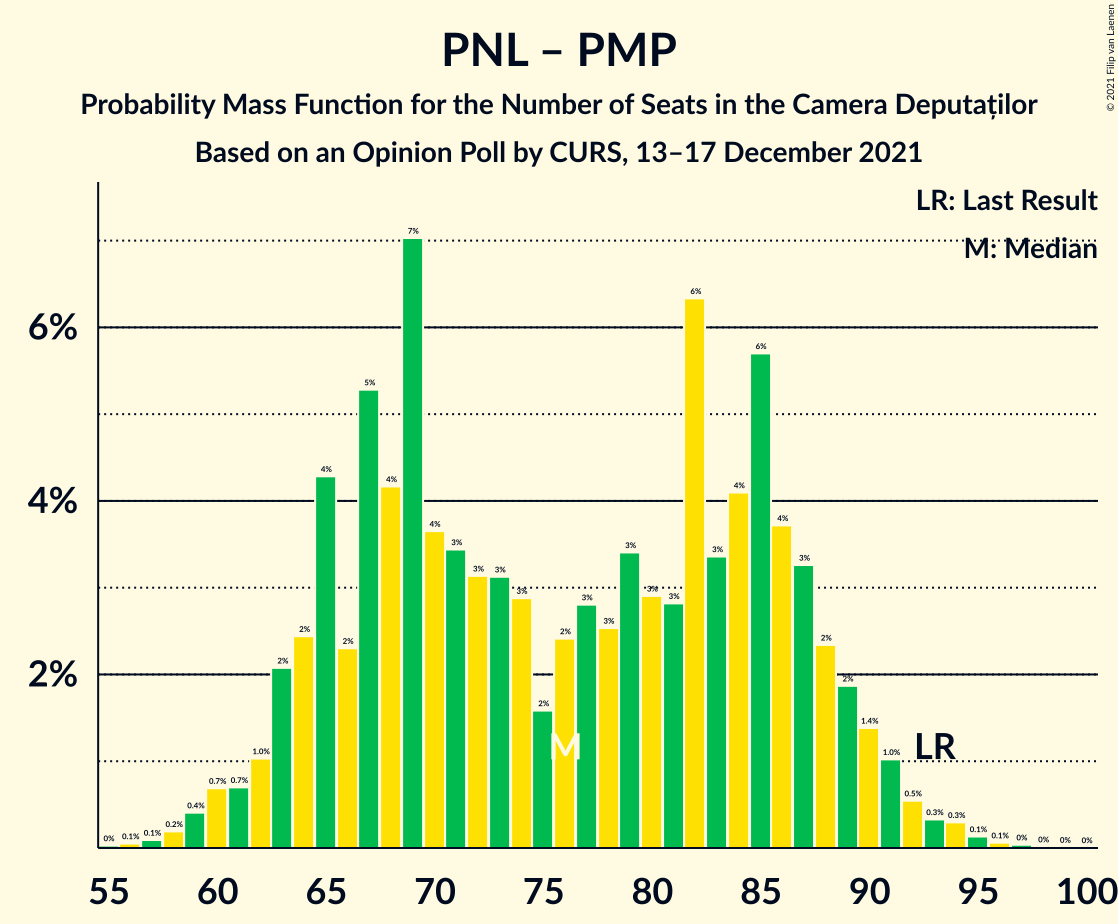 PNL – PMP
Probability Mass Function for the Number of Seats in the Camera Deputaților
Based on an Opinion Poll by CURS, 13–17 December 2021
© 2021 Filip van Laenen
LR: Last Result
M: Median
6%
4%
2%
0% 0.1% 0.1% 0.2% 0.4% 0.7% 0.7% 1.0% 2% 2% 4% 2% 5% 4% 7% 4% 3% 3% 3% 3% 2% 2% 3% 3% 3% 3% 3% 6% 3% 4% 6% 4% 3% 2% 2% 1.4% 1.0% 0.5% 0.3% 0.3% 0.1% 0.1% 0% 0% 0% 0%
M
LR
55 60 65 70 75 80 85 90 95 100